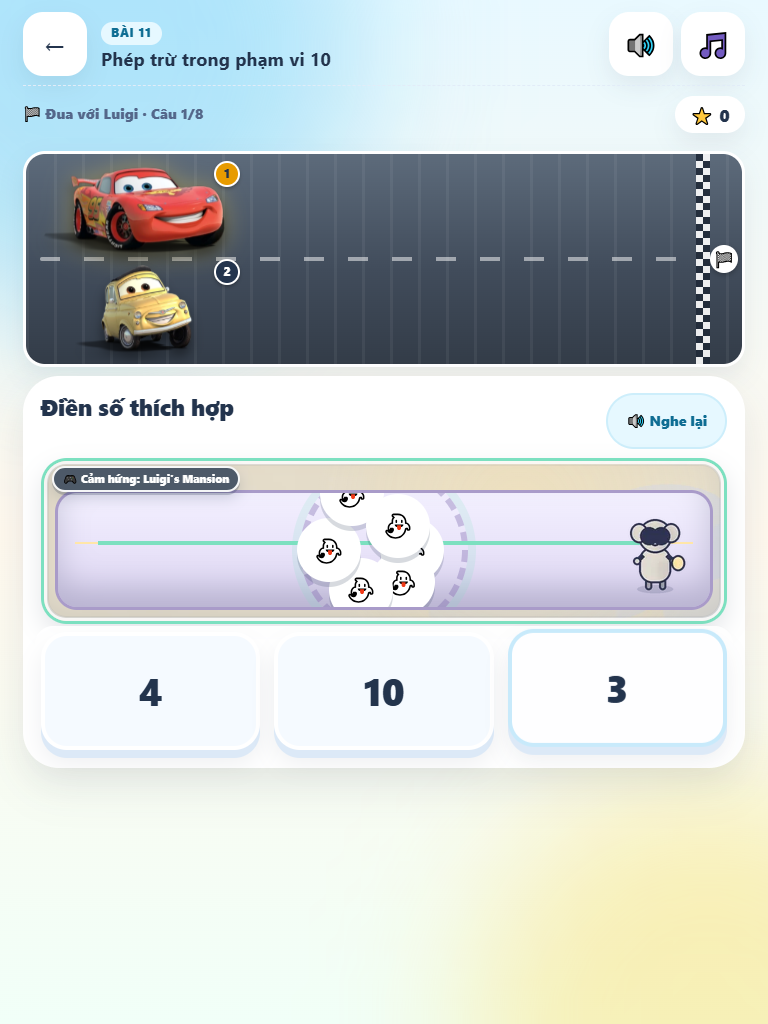 ←
BÀI 11
Phép trừ trong phạm vi 10
Đua với Luigi · Câu 1/8
0
1
2
Điền số thích hợp
Nghe lại
Cảm hứng: Luigi's Mansion
4
10
3